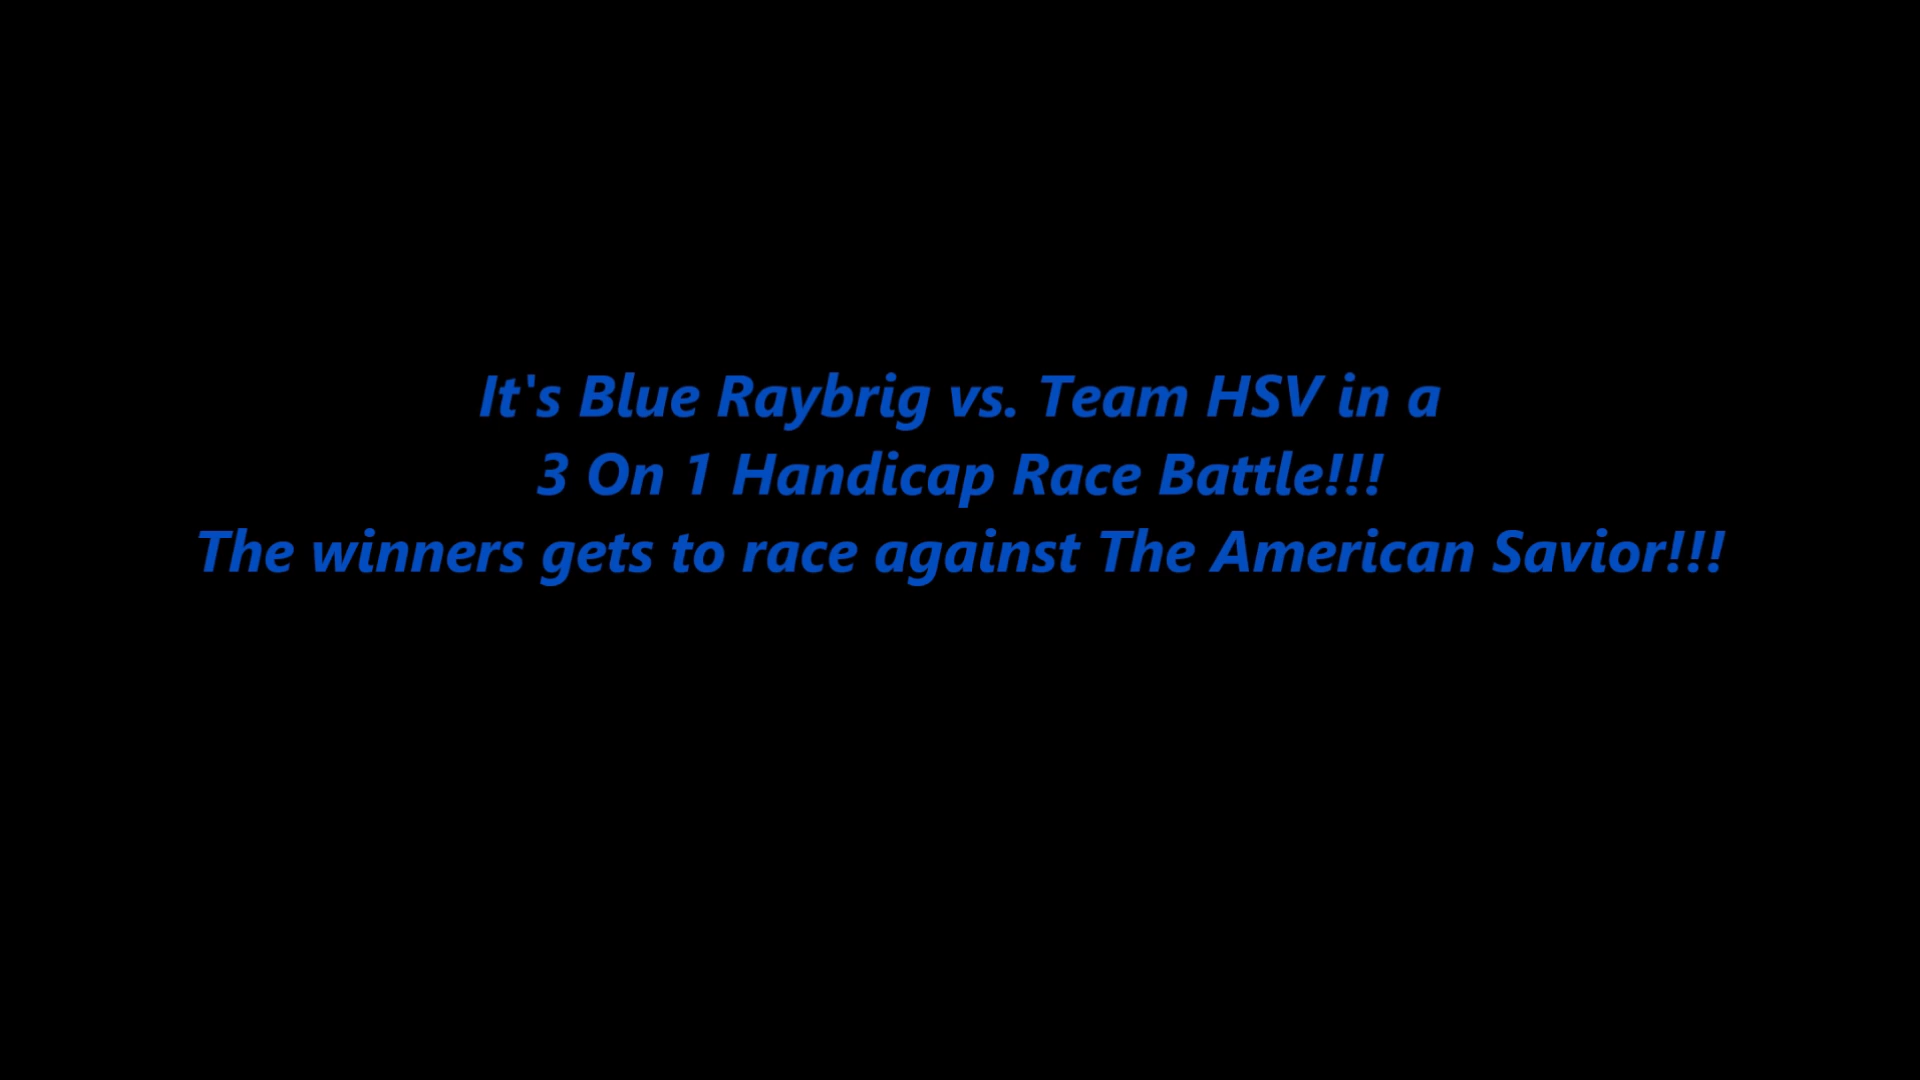 It's Blue Raybrig vs. Team HSV in a
3 On 1 Handicap Race Battle!!!
The winners gets to race against The American Savior!!!